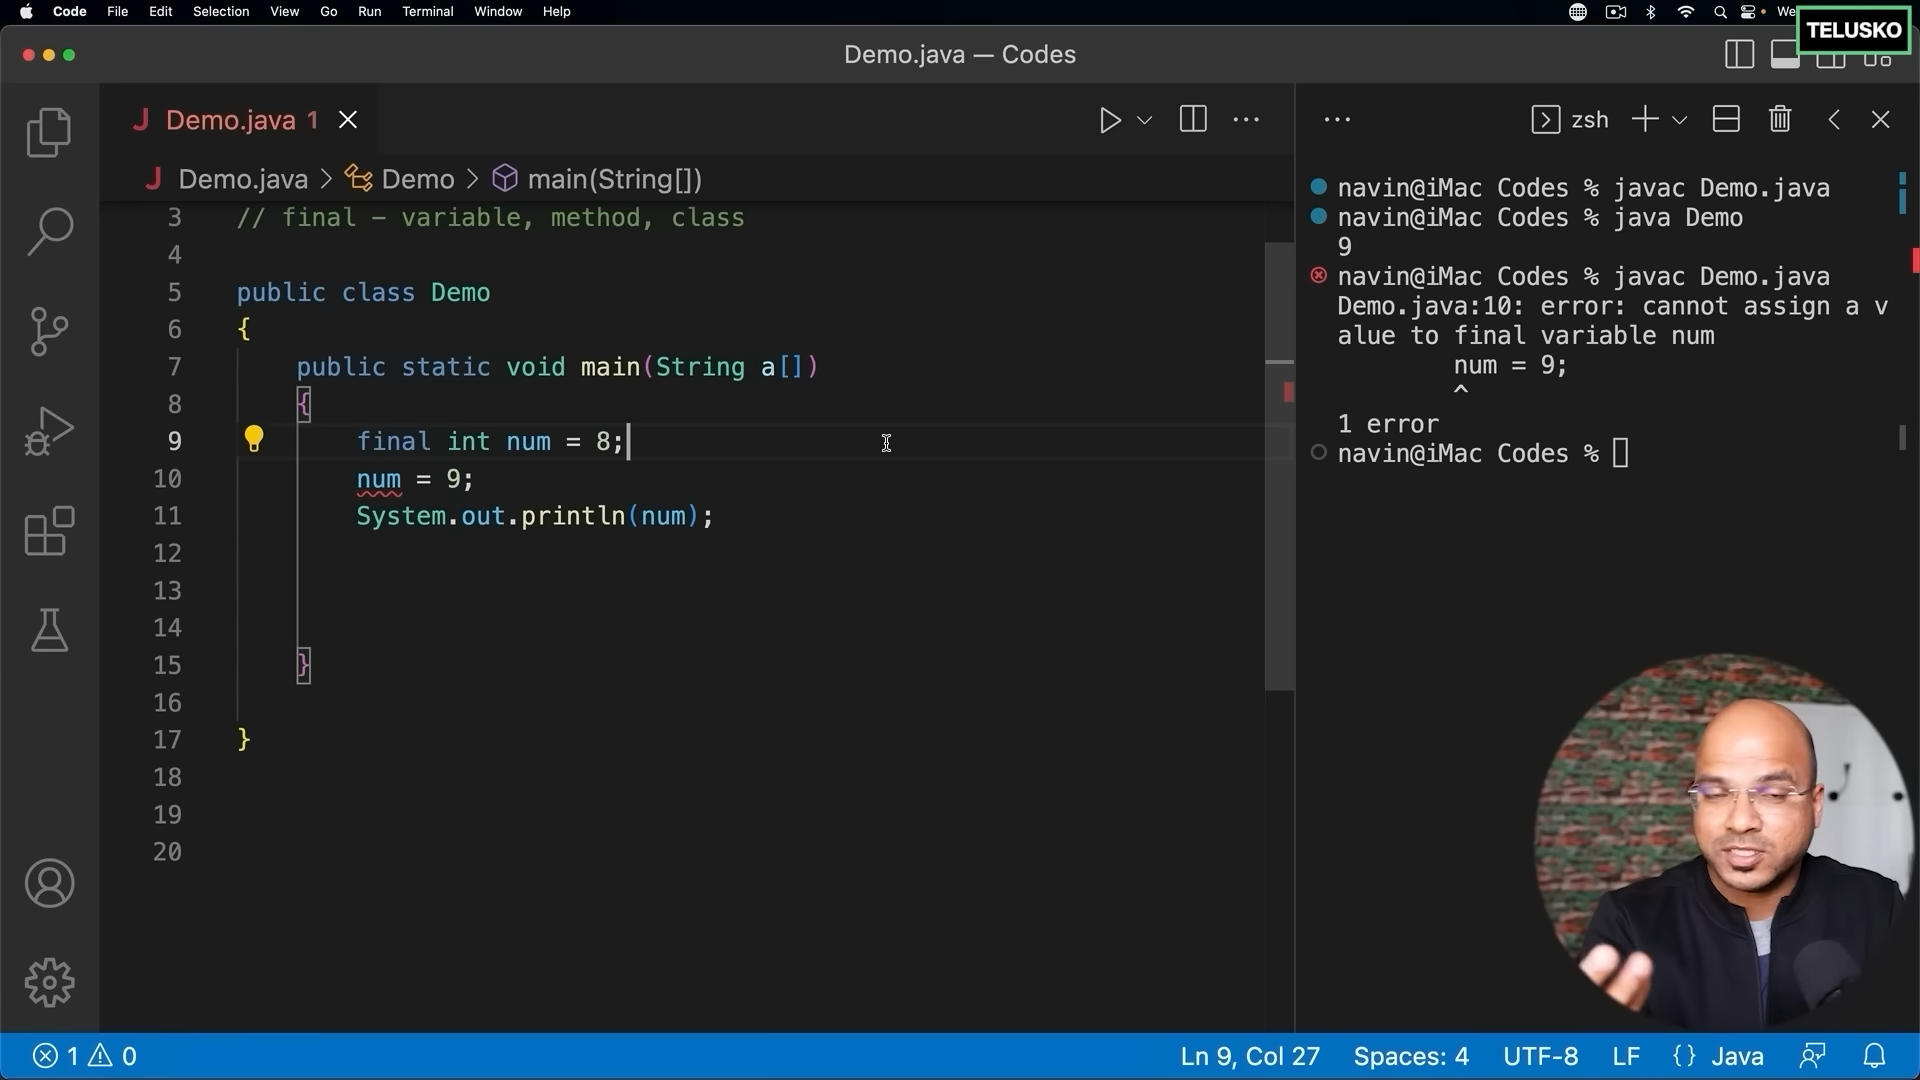 Code File Edit Selection View Go Run Terminal Window Help
TELUSKO
Demo.java — Codes
Demo.java 1
zsh
Demo.java > Demo > main(String[])
3 // final – variable, method, class
4
5 public class Demo
6 {
7 public static void main(String a[])
8 {
9 final int num = 8;
10 num = 9;
11 System.out.println(num);
12
13
14
15 }
16
17 }
18
19
20
navin@iMac Codes % javac Demo.java
navin@iMac Codes % java Demo
9
navin@iMac Codes % javac Demo.java
Demo.java:10: error: cannot assign a v
alue to final variable num
num = 9;
^
1 error
navin@iMac Codes %
1 0 Ln 9, Col 27 Spaces: 4 UTF-8 LF {} Java